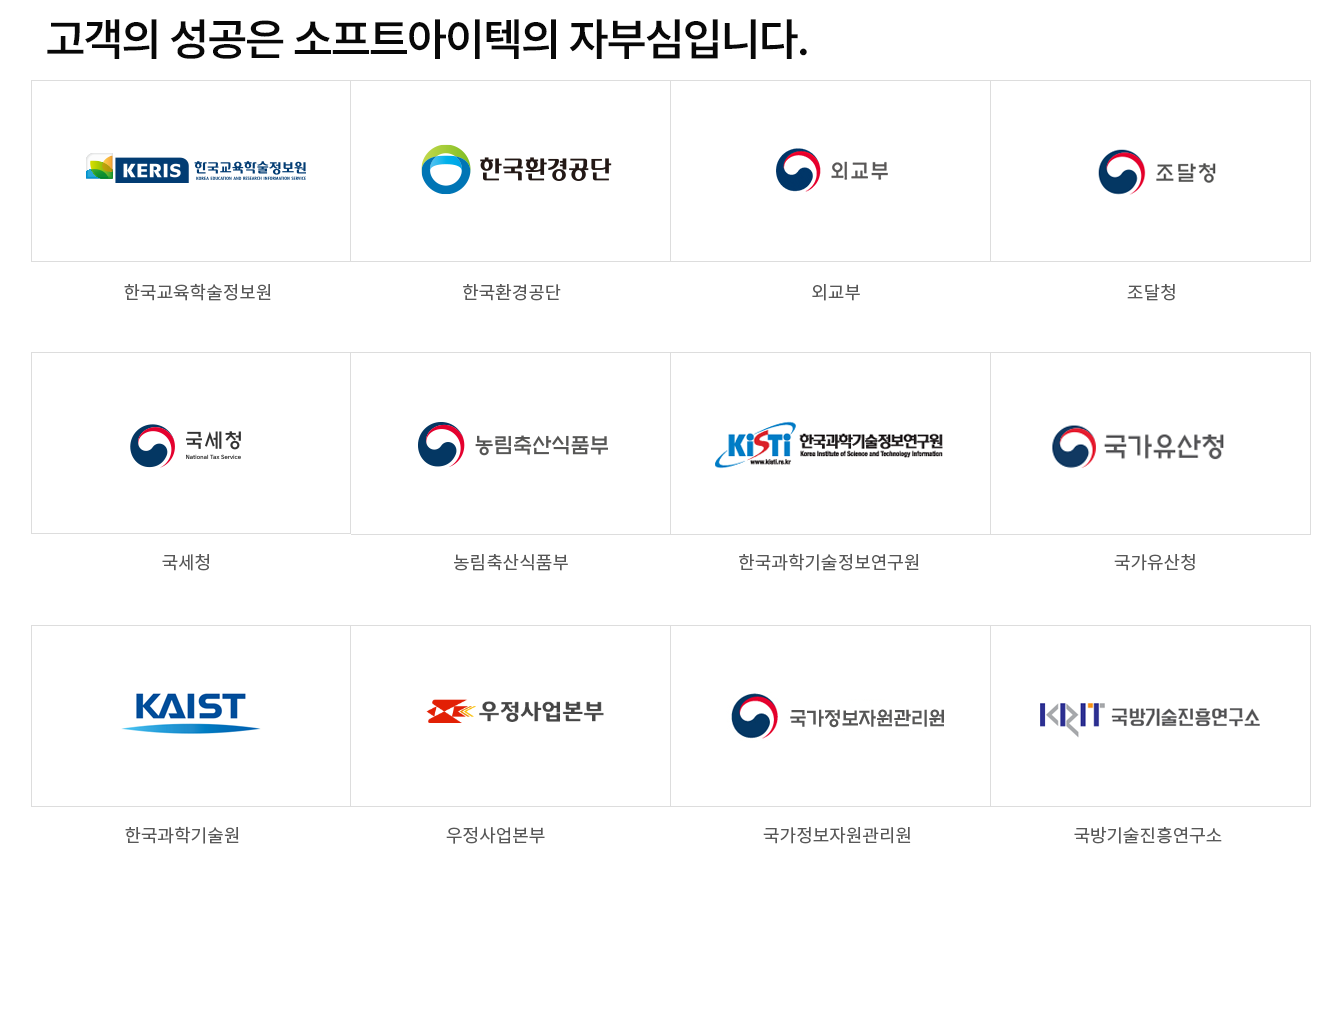 고객의 성공은 소프트아이텍의 자부심입니다.
KERIS 한국교육학술정보원
KOREA EDUCATION AND RESEARCH INFORMATION SERVICE
한국환경공단
외교부
조달청
한국교육학술정보원
한국환경공단
외교부
조달청
국세청
National Tax Service
농림축산식품부
KiSTi 한국과학기술정보연구원
Korea Institute of Science and Technology Information
www.kisti.re.kr
국가유산청
국세청
농림축산식품부
한국과학기술정보연구원
국가유산청
KAIST
우정사업본부
국가정보자원관리원
KRIT 국방기술진흥연구소
한국과학기술원
우정사업본부
국가정보자원관리원
국방기술진흥연구소